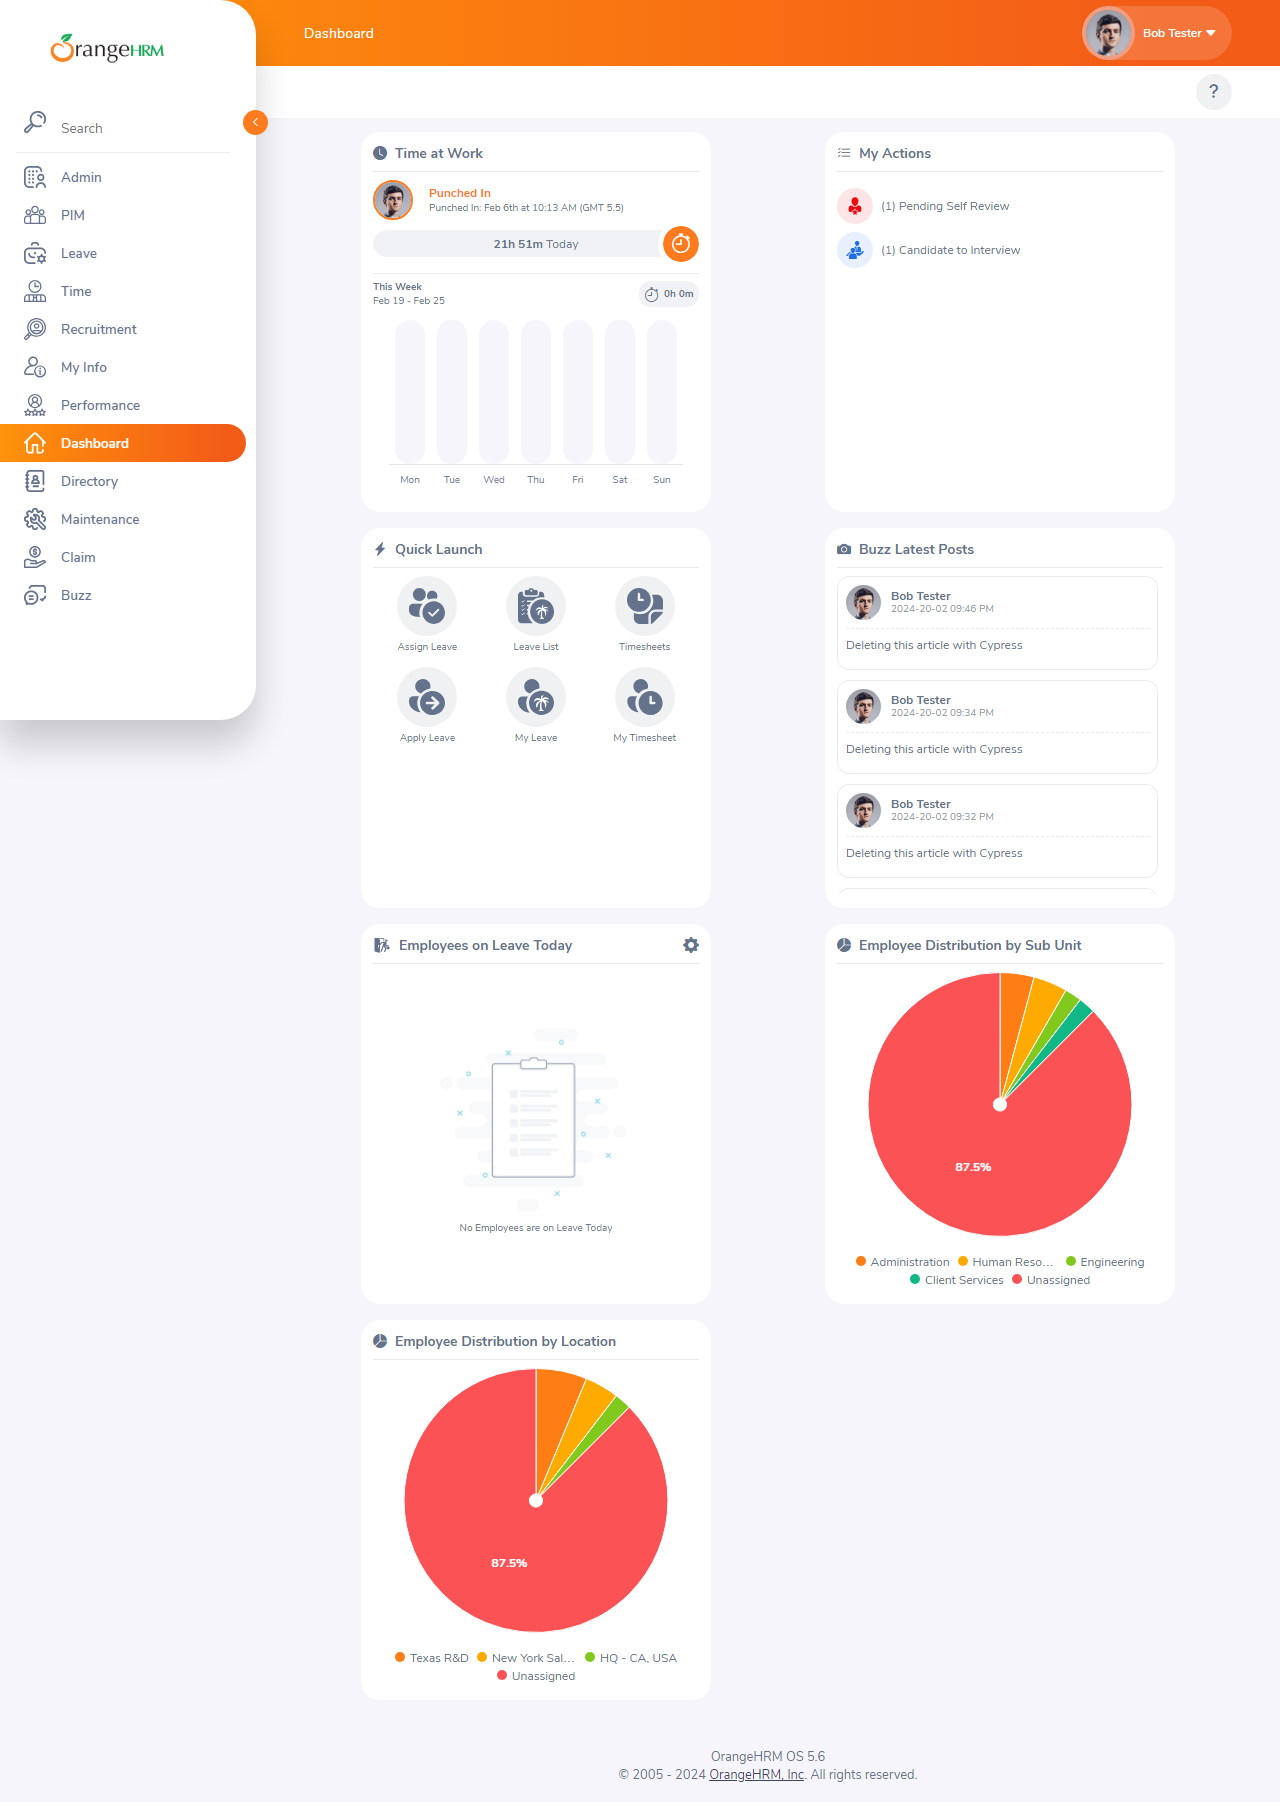 OrangeHRM
Search
Admin
PIM
Leave
Time
Recruitment
My Info
Performance
Dashboard
Directory
Maintenance
Claim
Buzz
Dashboard
Bob Tester
?
Time at Work
Punched In
Punched In: Feb 6th at 10:13 AM (GMT 5.5)
21h 51m Today
This Week
Feb 19 - Feb 25
0h 0m
Mon Tue Wed Thu Fri Sat Sun
My Actions
(1) Pending Self Review
(1) Candidate to Interview
Quick Launch
Assign Leave
Leave List
Timesheets
Apply Leave
My Leave
My Timesheet
Buzz Latest Posts
Bob Tester
2024-20-02 09:46 PM
Deleting this article with Cypress
Bob Tester
2024-20-02 09:34 PM
Deleting this article with Cypress
Bob Tester
2024-20-02 09:32 PM
Deleting this article with Cypress
Employees on Leave Today
No Employees are on Leave Today
Employee Distribution by Sub Unit
87.5%
Administration Human Reso... Engineering
Client Services Unassigned
Employee Distribution by Location
87.5%
Texas R&D New York Sal... HQ - CA, USA
Unassigned
OrangeHRM OS 5.6
© 2005 - 2024 OrangeHRM, Inc. All rights reserved.